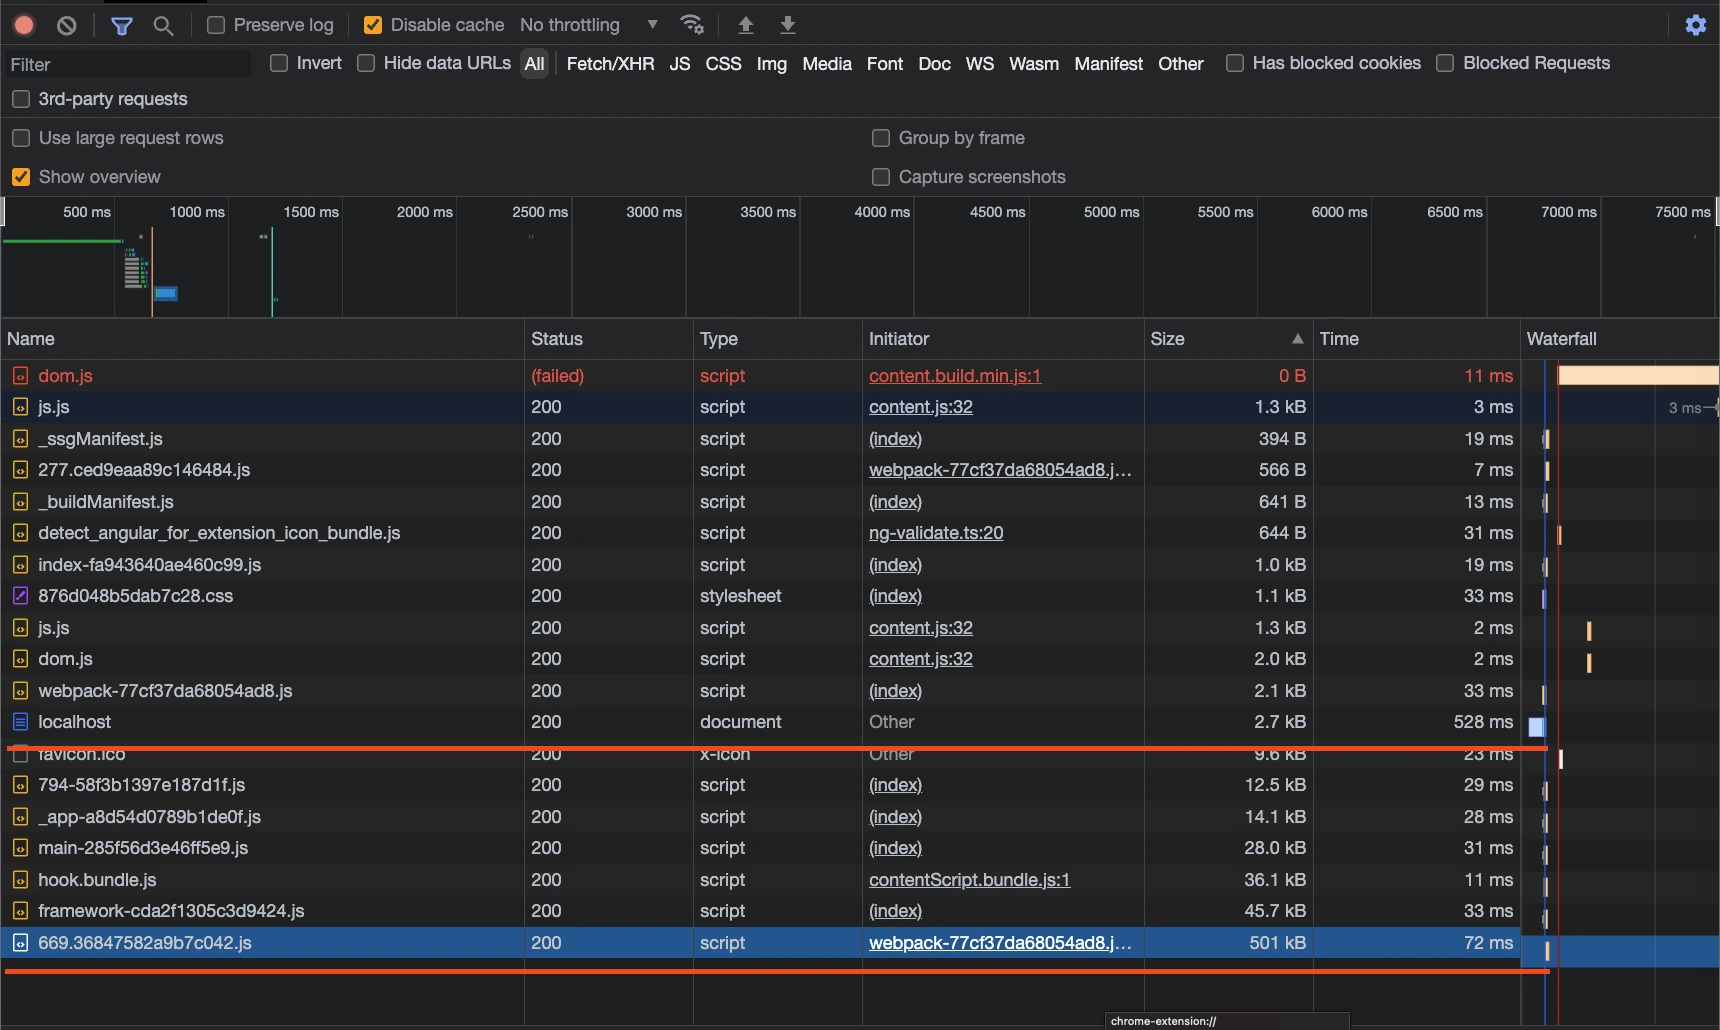 Preserve log Disable cache No throttling
Filter Invert Hide data URLs All Fetch/XHR JS CSS Img Media Font Doc WS Wasm Manifest Other Has blocked cookies Blocked Requests
3rd-party requests
Use large request rows Group by frame
Show overview Capture screenshots
500 ms 1000 ms 1500 ms 2000 ms 2500 ms 3000 ms 3500 ms 4000 ms 4500 ms 5000 ms 5500 ms 6000 ms 6500 ms 7000 ms 7500 ms
Name Status Type Initiator Size Time Waterfall
dom.js (failed) script content.build.min.js:1 0 B 11 ms
js.js 200 script content.js:32 1.3 kB 3 ms 3 ms
_ssgManifest.js 200 script (index) 394 B 19 ms
277.ced9eaa89c146484.js 200 script webpack-77cf37da68054ad8.j… 566 B 7 ms
_buildManifest.js 200 script (index) 641 B 13 ms
detect_angular_for_extension_icon_bundle.js 200 script ng-validate.ts:20 644 B 31 ms
index-fa943640ae460c99.js 200 script (index) 1.0 kB 19 ms
876d048b5dab7c28.css 200 stylesheet (index) 1.1 kB 33 ms
js.js 200 script content.js:32 1.3 kB 2 ms
dom.js 200 script content.js:32 2.0 kB 2 ms
webpack-77cf37da68054ad8.js 200 script (index) 2.1 kB 33 ms
localhost 200 document Other 2.7 kB 528 ms
favicon.ico 200 x-icon Other 9.6 kB 23 ms
794-58f3b1397e187d1f.js 200 script (index) 12.5 kB 29 ms
_app-a8d54d0789b1de0f.js 200 script (index) 14.1 kB 28 ms
main-285f56d3e46ff5e9.js 200 script (index) 28.0 kB 31 ms
hook.bundle.js 200 script contentScript.bundle.js:1 36.1 kB 11 ms
framework-cda2f1305c3d9424.js 200 script (index) 45.7 kB 33 ms
669.36847582a9b7c042.js 200 script webpack-77cf37da68054ad8.j… 501 kB 72 ms
chrome-extension://